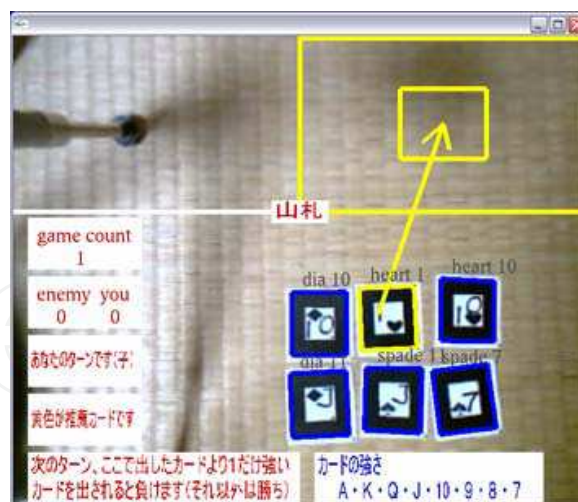 山札
game count
1
enemy you
0 0
あなたのターンです(子)
黄色が推薦カードです
dia 10
heart 1
heart 10
dia 11
spade 11
spade 7
次のターン、ここで出したカードより1だけ強い
カードを出されると負けます(それ以外は勝ち)
カードの強さ
A・K・Q・J・10・9・8・7